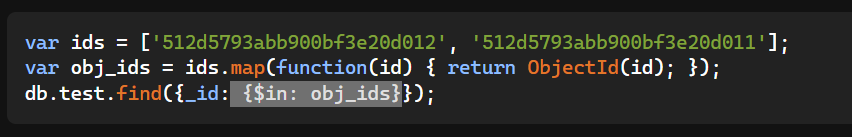 var ids = ['512d5793abb900bf3e20d012', '512d5793abb900bf3e20d011'];
var obj_ids = ids.map(function(id) { return ObjectId(id); });
db.test.find({_id: {$in: obj_ids}});